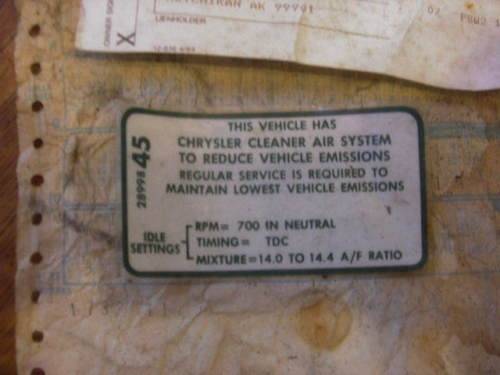 AK 99901
LIENHOLDER
X
THIS VEHICLE HAS
CHRYSLER CLEANER AIR SYSTEM
TO REDUCE VEHICLE EMISSIONS
REGULAR SERVICE IS REQUIRED TO
MAINTAIN LOWEST VEHICLE EMISSIONS
2899845
IDLE
SETTINGS
RPM= 700 IN NEUTRAL
TIMING= TDC
MIXTURE=14.0 TO 14.4 A/F RATIO